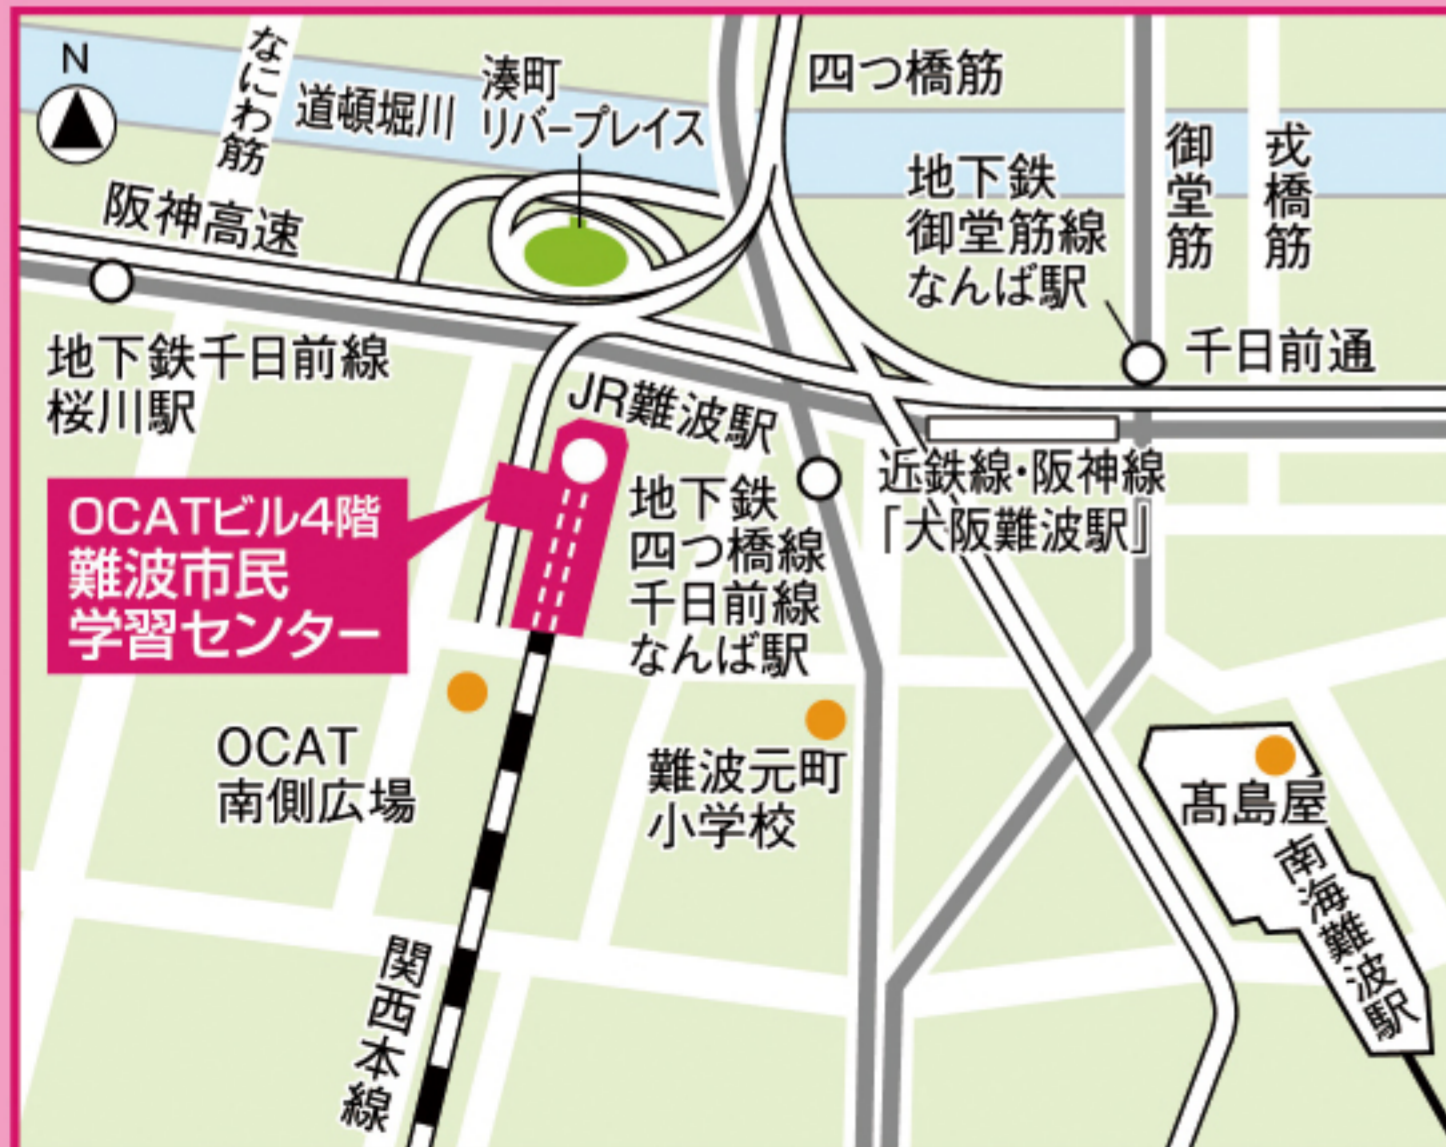 N
なにわ筋
道頓堀川
湊町
リバープレイス
四つ橋筋
阪神高速
地下鉄
御堂筋線
なんば駅
御堂筋
戎橋筋
地下鉄千日前線
桜川駅
千日前通
JR難波駅
OCATビル4階
難波市民
学習センター
地下鉄
四つ橋線
千日前線
なんば駅
近鉄線・阪神線
「大阪難波駅」
OCAT
南側広場
難波元町
小学校
髙島屋
南海難波駅
関西本線